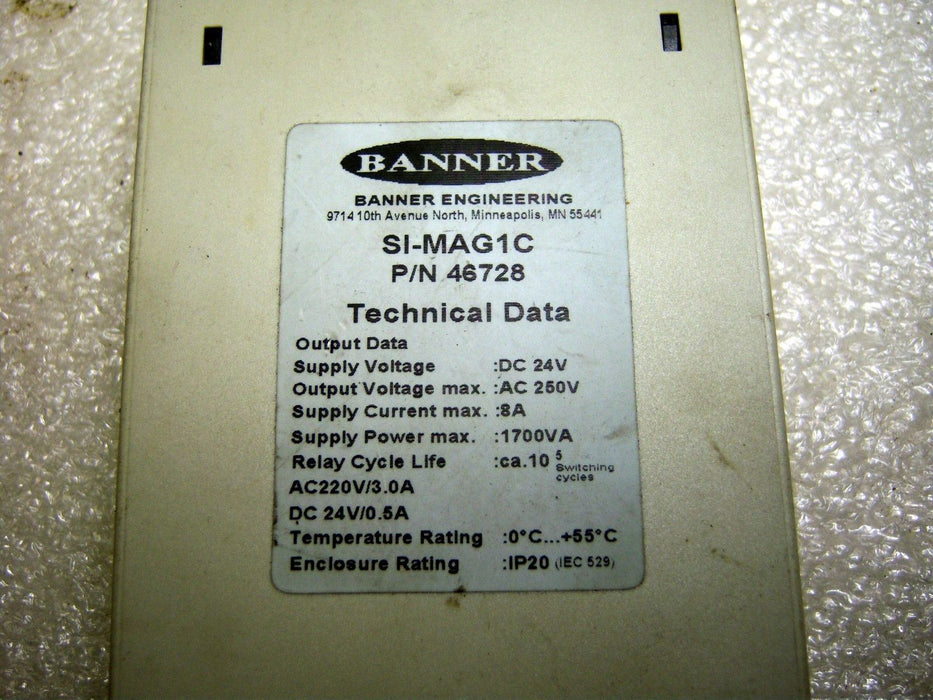 BANNER
BANNER ENGINEERING
9714 10th Avenue North, Minneapolis, MN 55441
SI-MAG1C
P/N 46728
Technical Data
Output Data
Supply Voltage :DC 24V
Output Voltage max. :AC 250V
Supply Current max. :8A
Supply Power max. :1700VA
Relay Cycle Life :ca.10 5 Switching
cycles
AC220V/3.0A
DC 24V/0.5A
Temperature Rating :0°C...+55°C
Enclosure Rating :IP20 (IEC 529)